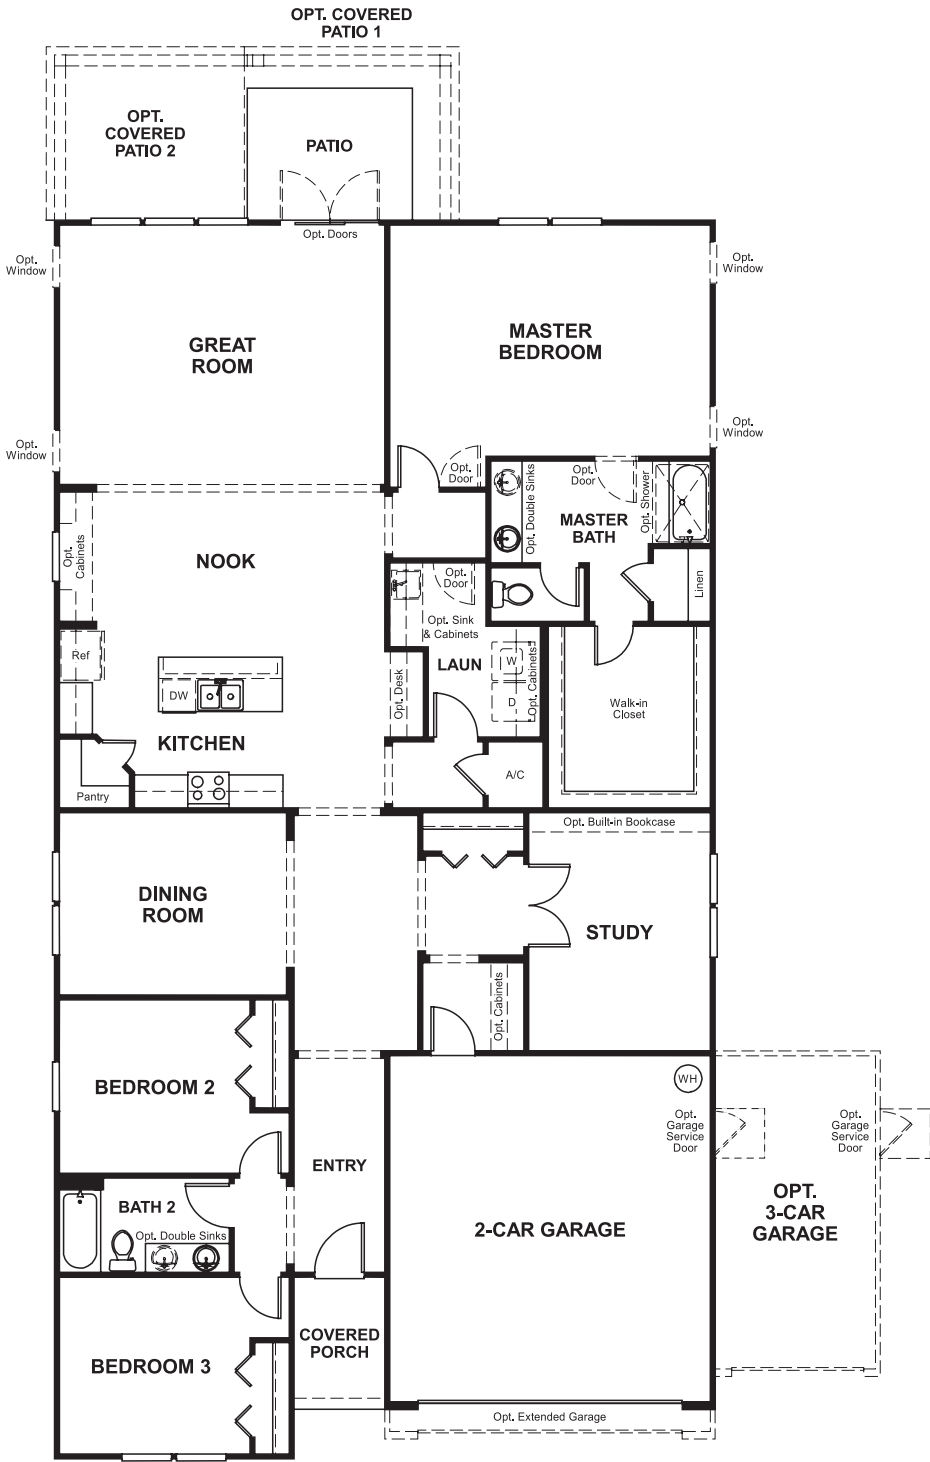 OPT. COVERED
PATIO 1
OPT.
COVERED
PATIO 2
PATIO
Opt. Doors
Opt.
Window
Opt.
Window
GREAT
ROOM
MASTER
BEDROOM
Opt.
Window
Opt.
Window
Opt.
Door
Opt. Double Sinks
Opt.
Door
Opt. Shower
MASTER
BATH
Opt.
Cabinets
NOOK
Opt.
Door
Linen
Opt. Sink
& Cabinets
Ref
LAUN
W
D
Opt. Cabinets
Opt. Desk
DW
Walk-in
Closet
KITCHEN
A/C
Pantry
Opt. Built-in Bookcase
DINING
ROOM
STUDY
Opt. Cabinets
BEDROOM 2
WH
Opt.
Garage
Service
Door
Opt.
Garage
Service
Door
ENTRY
BATH 2
Opt. Double Sinks
2-CAR GARAGE
OPT.
3-CAR
GARAGE
COVERED
PORCH
BEDROOM 3
Opt. Extended Garage